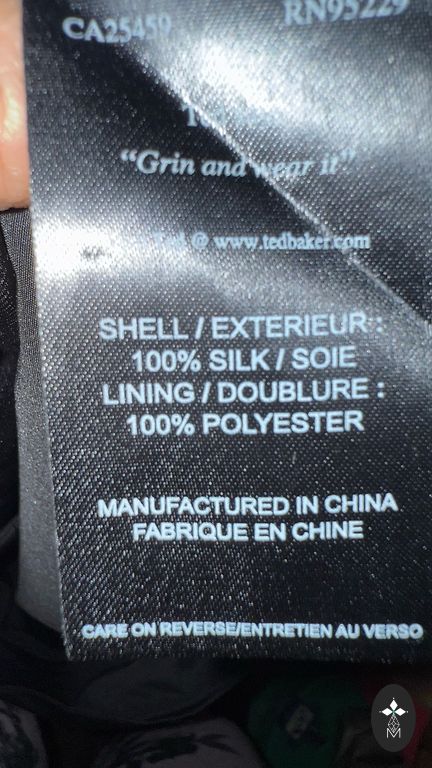 CA25459 RN95229
"Grin and wear it"
@ www.tedbaker.com
SHELL / EXTERIEUR :
100% SILK / SOIE
LINING / DOUBLURE :
100% POLYESTER
MANUFACTURED IN CHINA
FABRIQUE EN CHINE
CARE ON REVERSE/ENTRETIEN AU VERSO
M